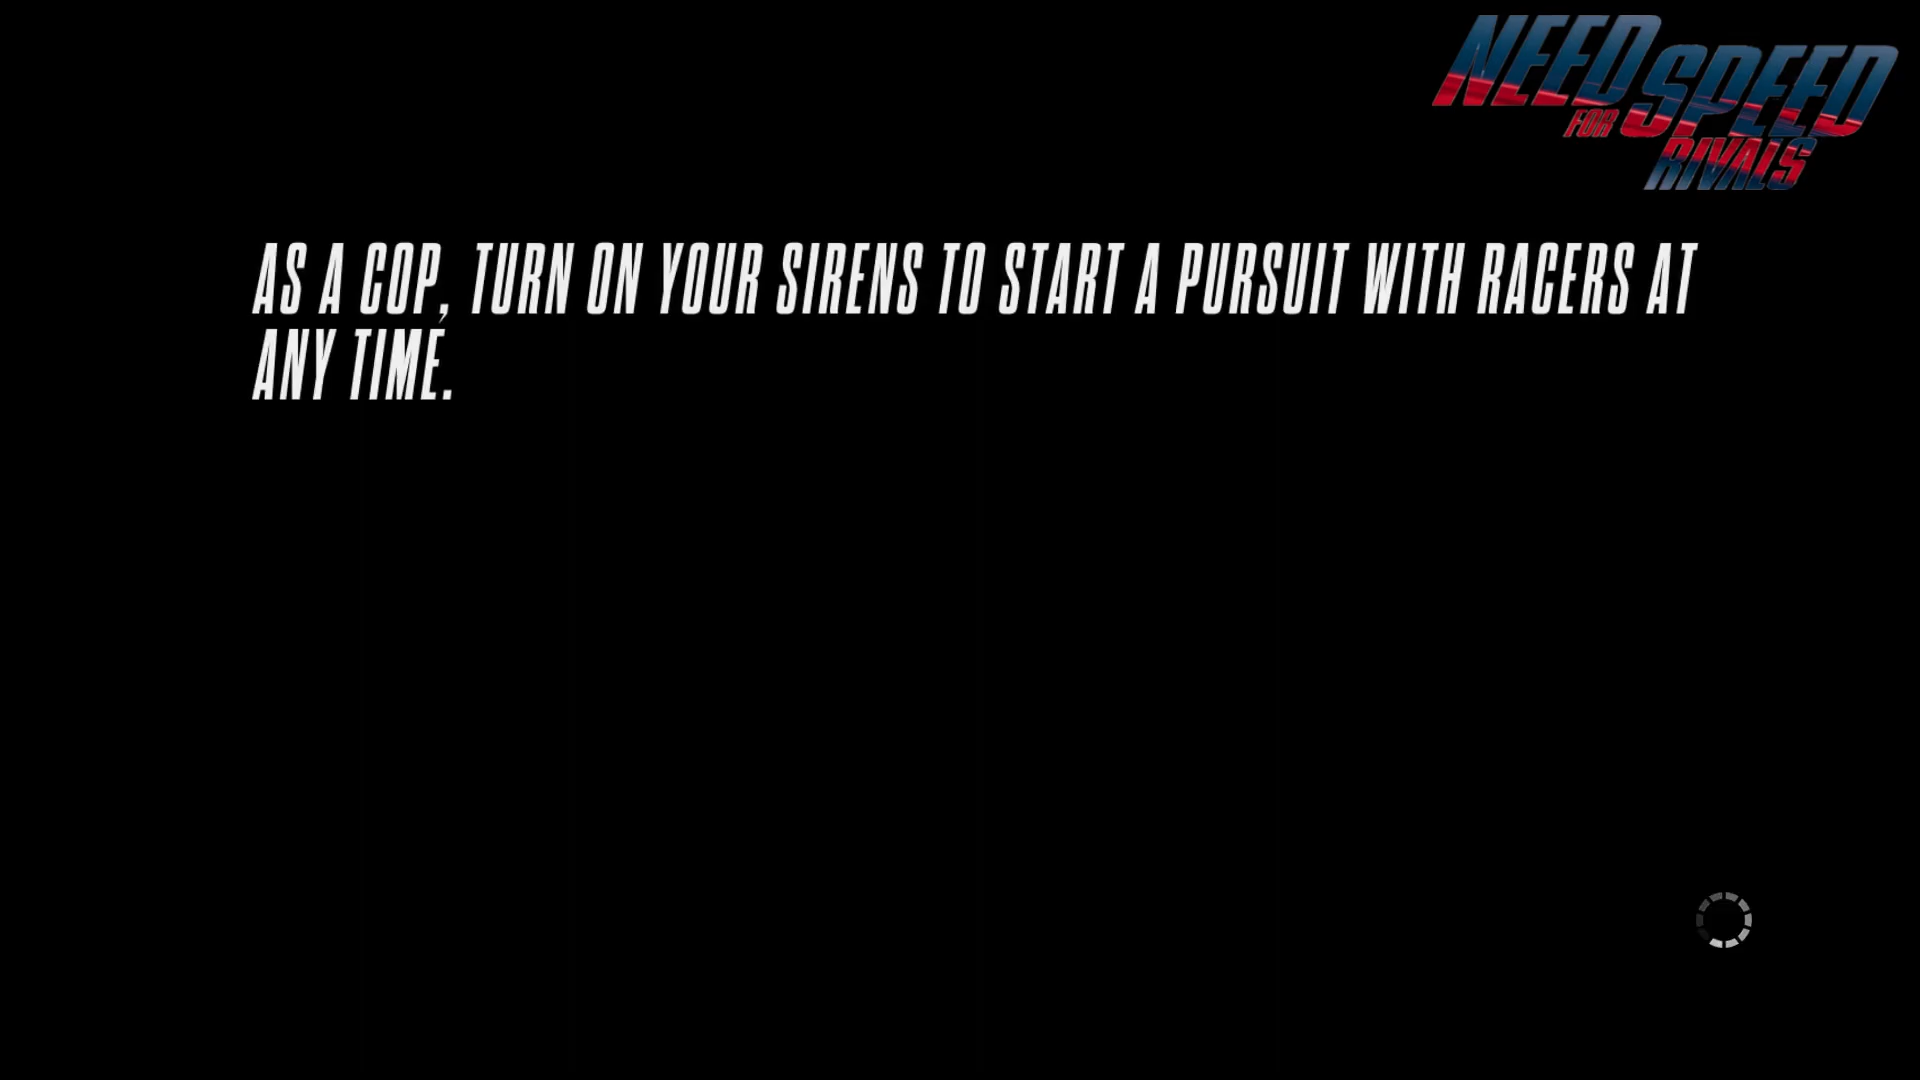 NEED SPEED
FOR
RIVALS
AS A COP, TURN ON YOUR SIRENS TO START A PURSUIT WITH RACERS AT
ANY TIME.